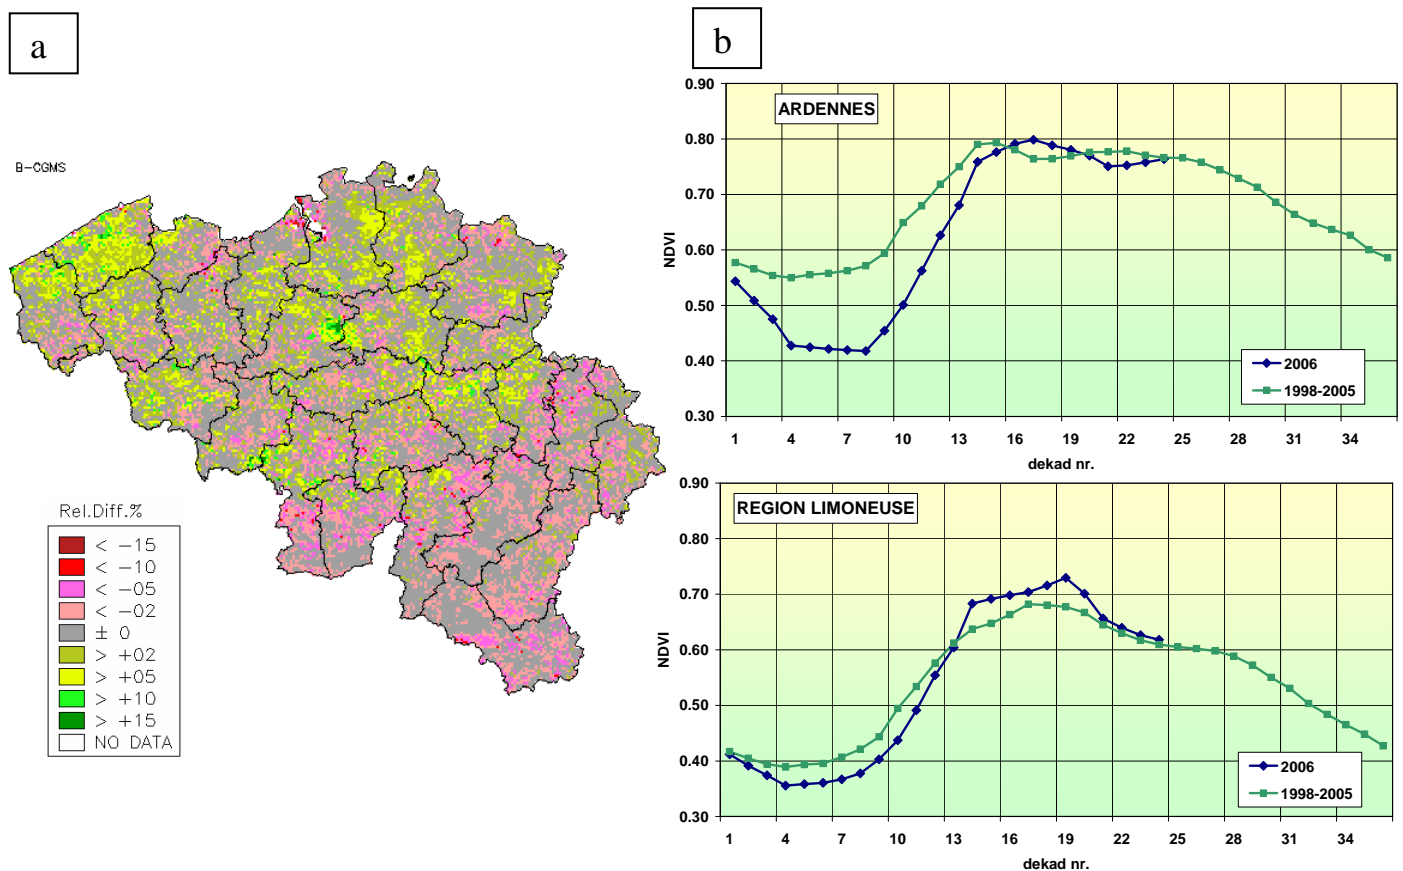 a
B-CGMS
Rel.Diff.%
< -15
< -10
< -05
< -02
± 0
> +02
> +05
> +10
> +15
NO DATA
b
ARDENNES
NDVI
0.90
0.80
0.70
0.60
0.50
0.40
0.30
2006
1998-2005
1 4 7 10 13 16 19 22 25 28 31 34
dekad nr.
REGION LIMONEUSE
NDVI
0.90
0.80
0.70
0.60
0.50
0.40
0.30
2006
1998-2005
1 4 7 10 13 16 19 22 25 28 31 34
dekad nr.